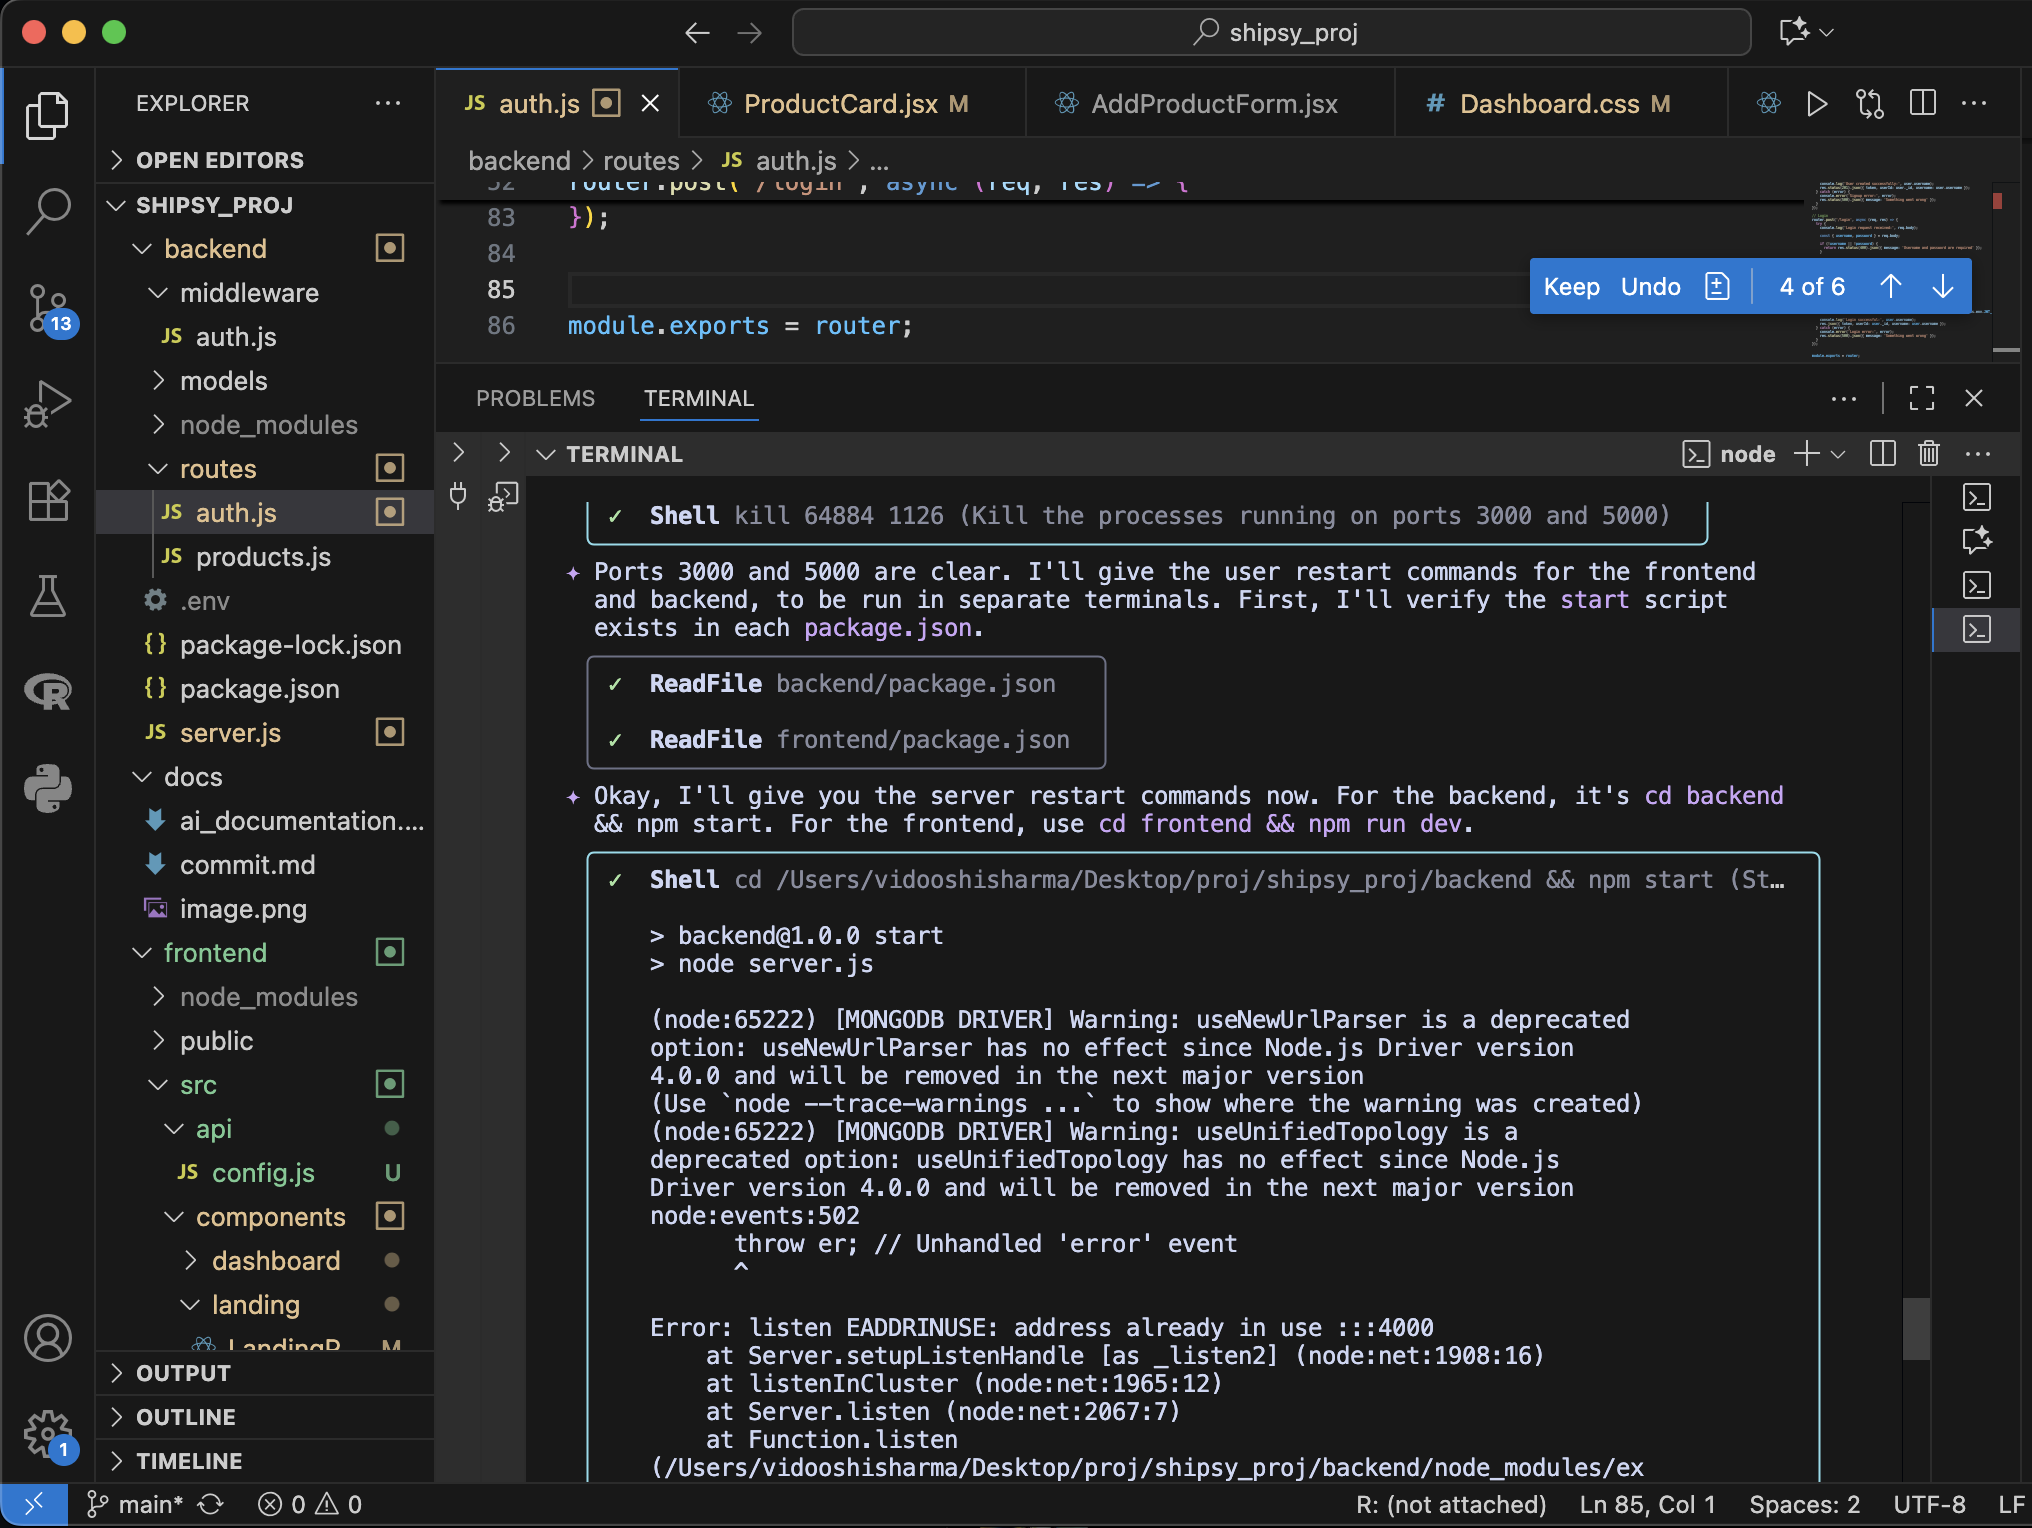 shipsy_proj
EXPLORER
OPEN EDITORS
SHIPSY_PROJ
backend
middleware
JS auth.js
models
node_modules
routes
JS auth.js
JS products.js
.env
{} package-lock.json
{} package.json
JS server.js
docs
ai_documentation....
commit.md
image.png
frontend
node_modules
public
src
api
JS config.js U
components
dashboard
landing
LandingP M
OUTPUT
OUTLINE
TIMELINE
13
1
JS auth.js
ProductCard.jsx M
AddProductForm.jsx
# Dashboard.css M
backend > routes > JS auth.js > ...
52 router.post('/login', async (req, res) => {
83 });
84
85
86 module.exports = router;
Keep Undo 4 of 6
PROBLEMS TERMINAL
TERMINAL
node
✓ Shell kill 64884 1126 (Kill the processes running on ports 3000 and 5000)
Ports 3000 and 5000 are clear. I'll give the user restart commands for the frontend
and backend, to be run in separate terminals. First, I'll verify the start script
exists in each package.json.
✓ ReadFile backend/package.json
✓ ReadFile frontend/package.json
Okay, I'll give you the server restart commands now. For the backend, it's cd backend
&& npm start. For the frontend, use cd frontend && npm run dev.
✓ Shell cd /Users/vidooshisharma/Desktop/proj/shipsy_proj/backend && npm start (St…
> backend@1.0.0 start
> node server.js
(node:65222) [MONGODB DRIVER] Warning: useNewUrlParser is a deprecated
option: useNewUrlParser has no effect since Node.js Driver version
4.0.0 and will be removed in the next major version
(Use `node --trace-warnings ...` to show where the warning was created)
(node:65222) [MONGODB DRIVER] Warning: useUnifiedTopology is a
deprecated option: useUnifiedTopology has no effect since Node.js
Driver version 4.0.0 and will be removed in the next major version
node:events:502
throw er; // Unhandled 'error' event
^
Error: listen EADDRINUSE: address already in use :::4000
at Server.setupListenHandle [as _listen2] (node:net:1908:16)
at listenInCluster (node:net:1965:12)
at Server.listen (node:net:2067:7)
at Function.listen
(/Users/vidooshisharma/Desktop/proj/shipsy_proj/backend/node_modules/ex
main* 0 0
R: (not attached) Ln 85, Col 1 Spaces: 2 UTF-8 LF